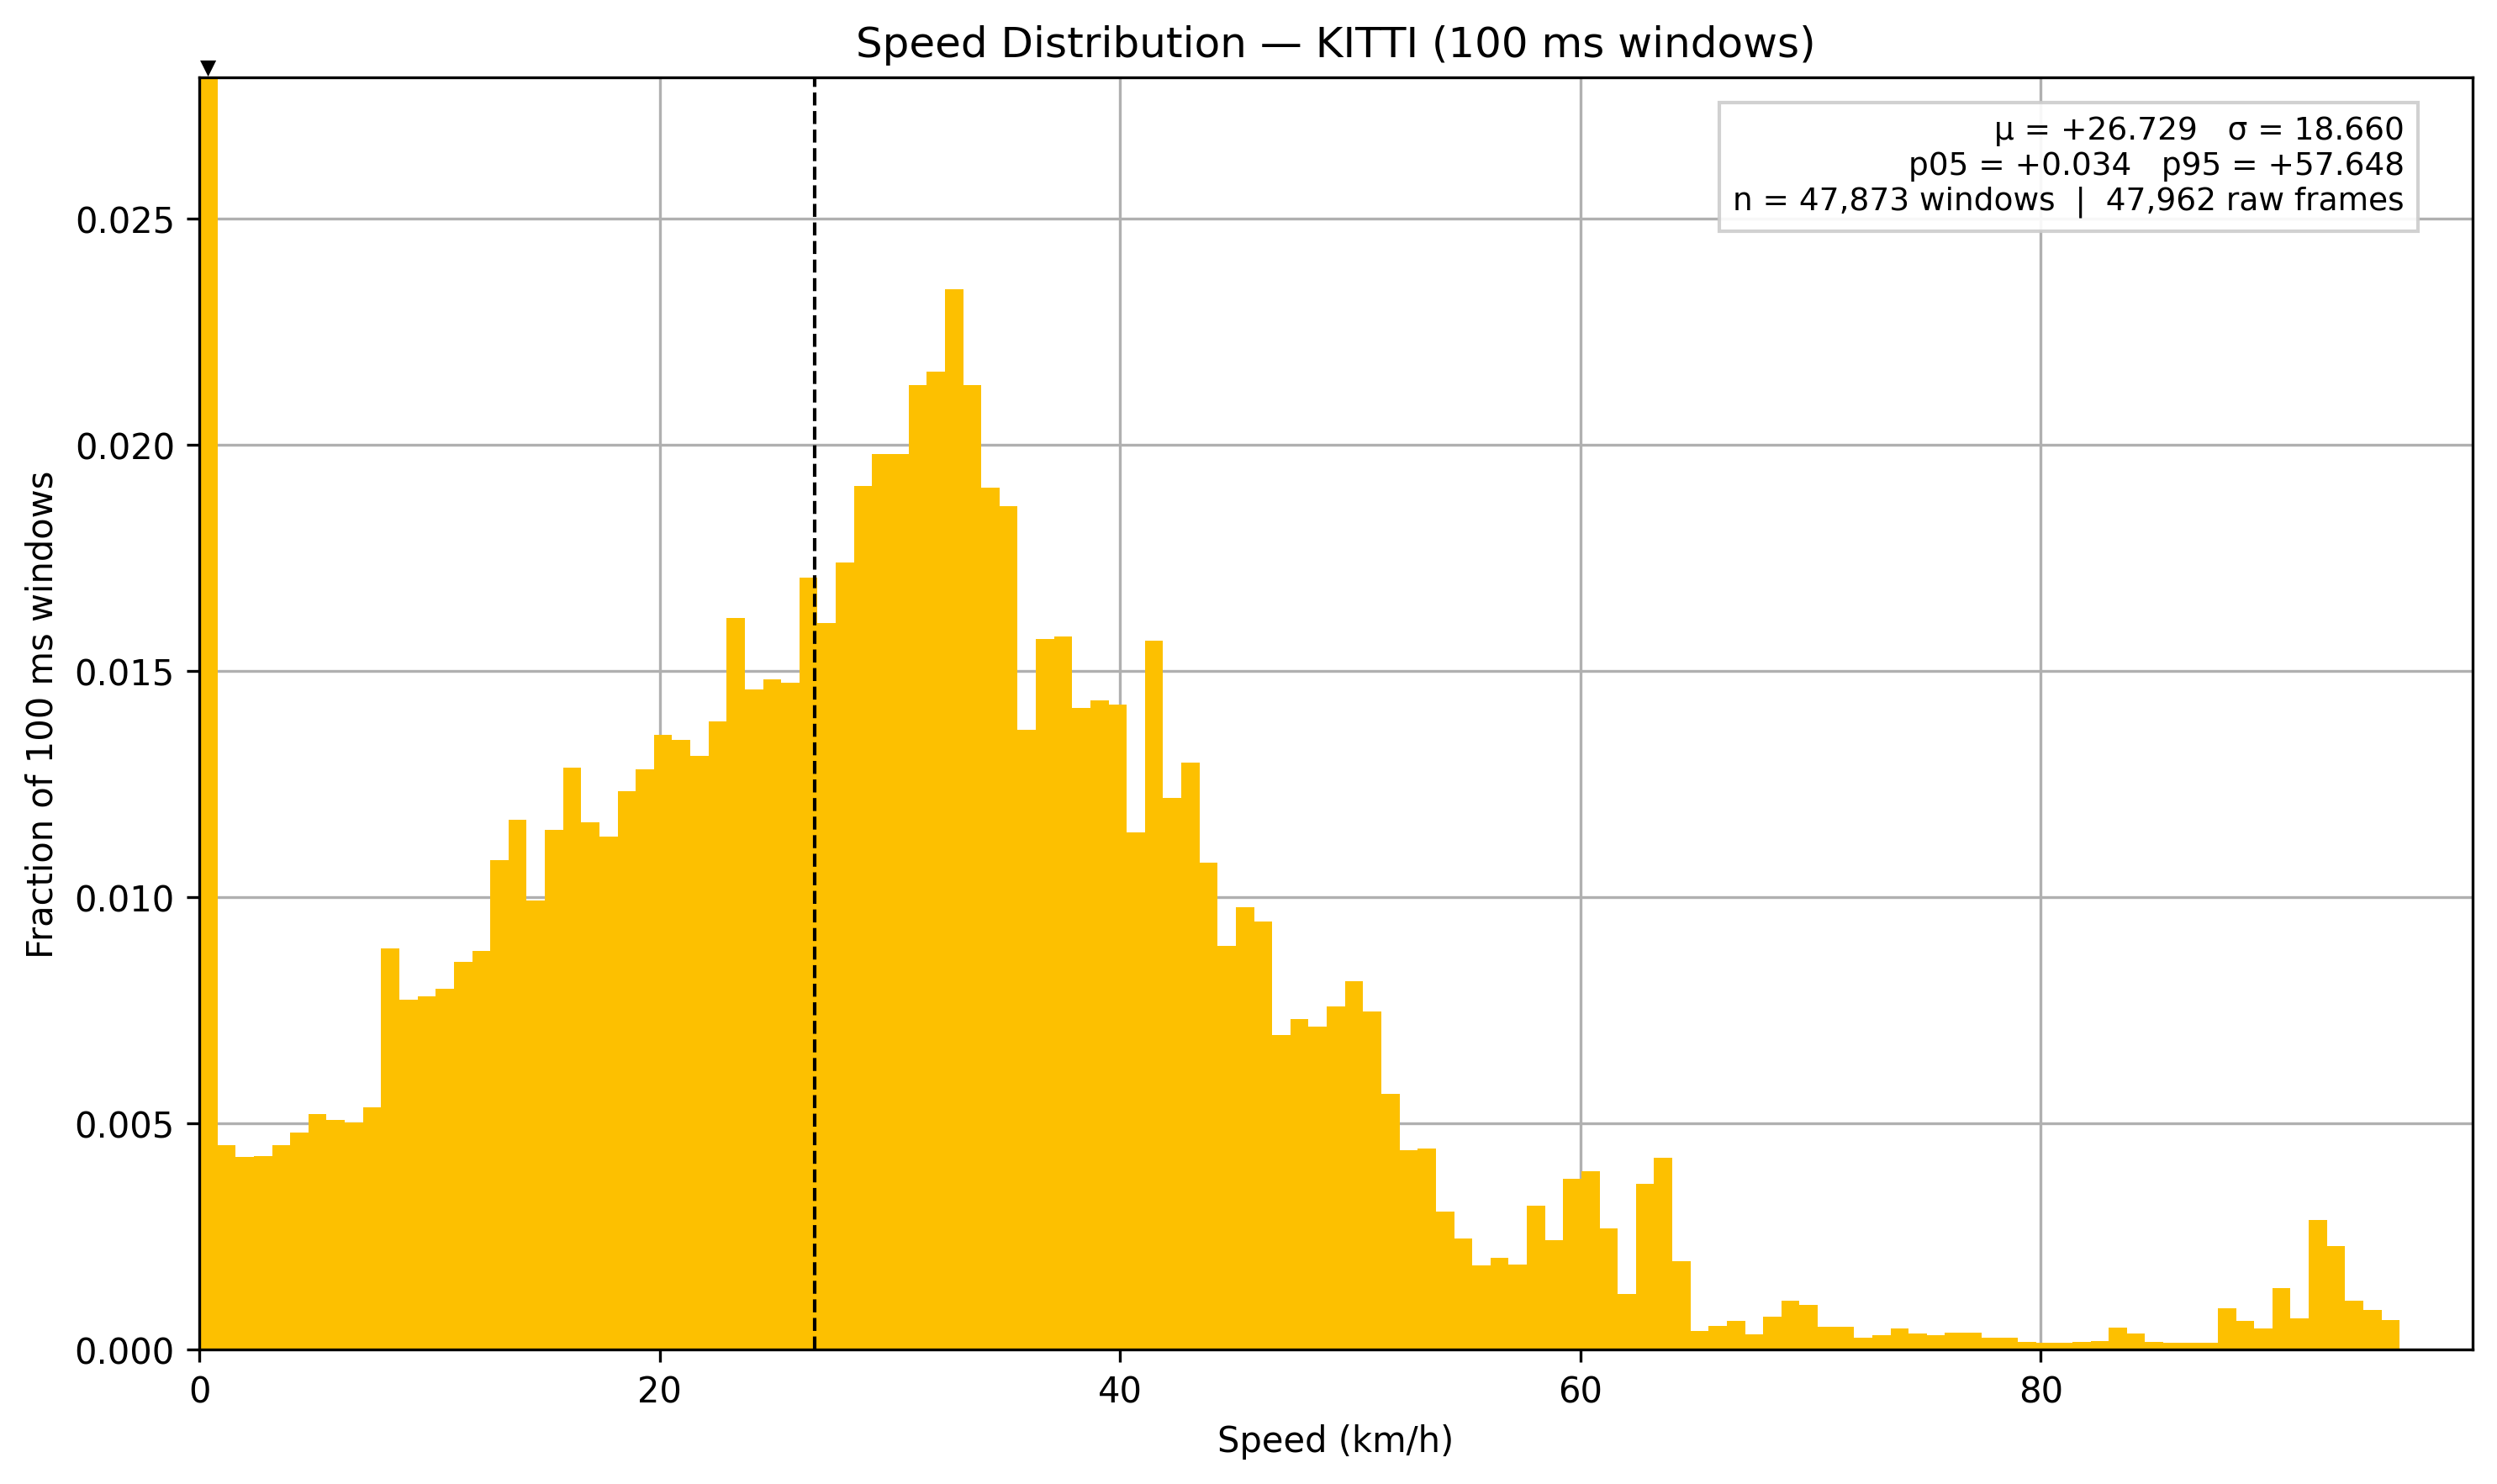 Speed Distribution — KITTI (100 ms windows)
μ = +26.729   σ = 18.660
p05 = +0.034   p95 = +57.648
n = 47,873 windows  |  47,962 raw frames
Fraction of 100 ms windows
0.025
0.020
0.015
0.010
0.005
0.000
0
20
40
60
80
Speed (km/h)